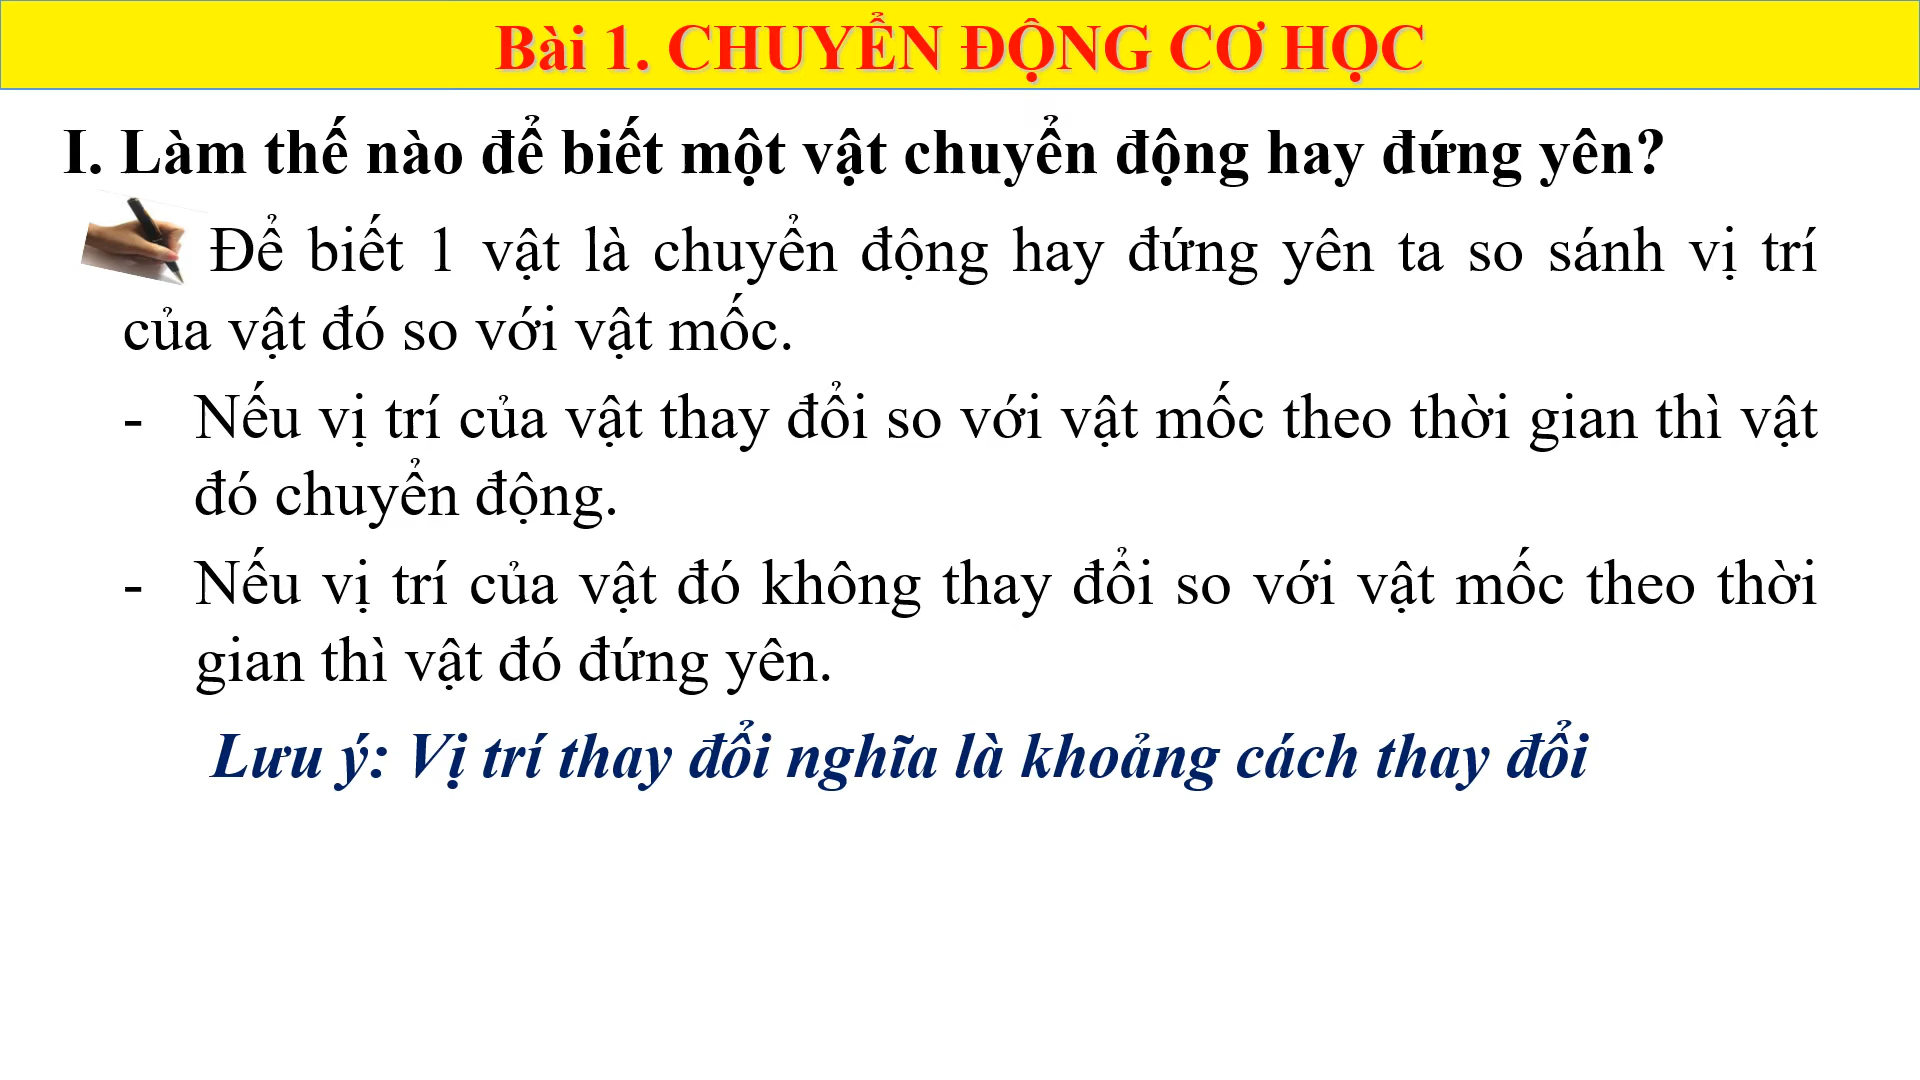 Bài 1. CHUYỂN ĐỘNG CƠ HỌC
I. Làm thế nào để biết một vật chuyển động hay đứng yên?
Để biết 1 vật là chuyển động hay đứng yên ta so sánh vị trí
của vật đó so với vật mốc.
- Nếu vị trí của vật thay đổi so với vật mốc theo thời gian thì vật
đó chuyển động.
- Nếu vị trí của vật đó không thay đổi so với vật mốc theo thời
gian thì vật đó đứng yên.
Lưu ý: Vị trí thay đổi nghĩa là khoảng cách thay đổi